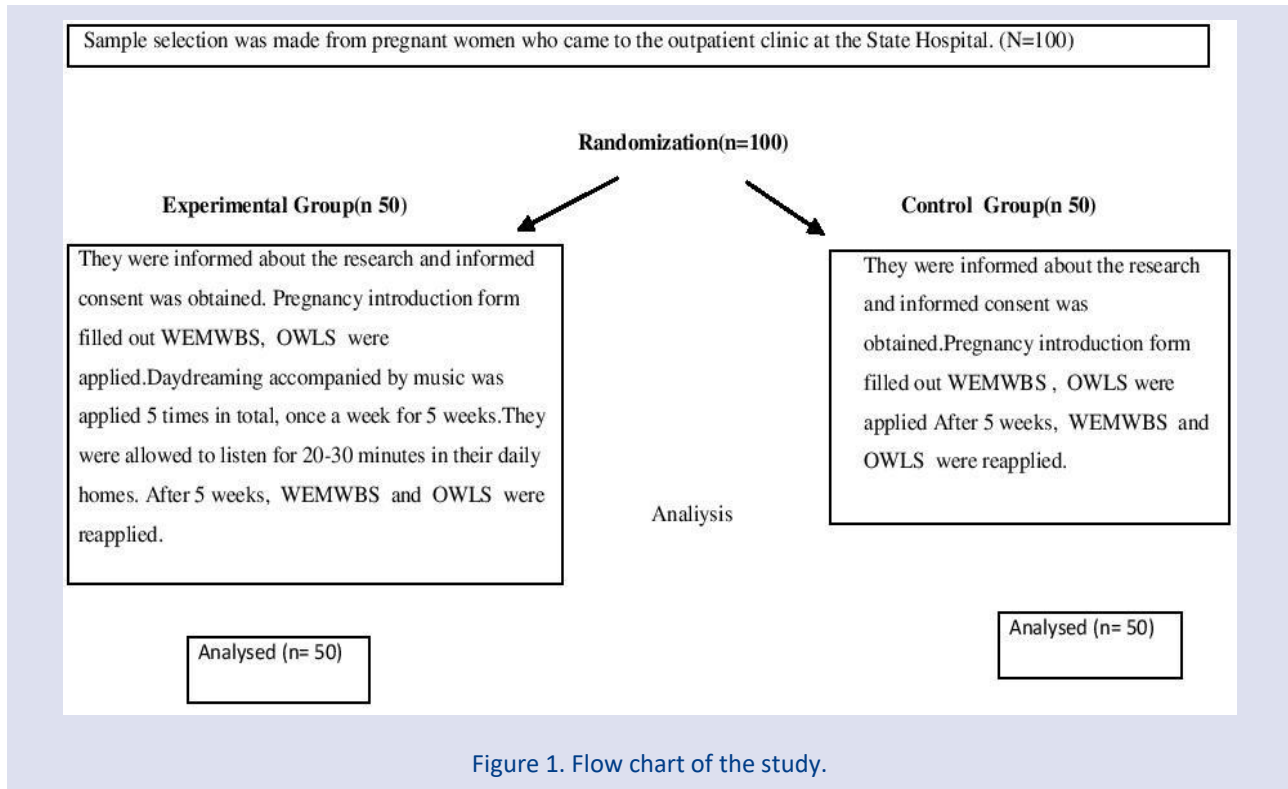 Sample selection was made from pregnant women who came to the outpatient clinic at the State Hospital. (N=100)
Randomization(n=100)
Experimental Group(n 50)
They were informed about the research and informed
consent was obtained. Pregnancy introduction form
filled out WEMWBS, OWLS were
applied.Daydreaming accompanied by music was
applied 5 times in total, once a week for 5 weeks.They
were allowed to listen for 20-30 minutes in their daily
homes. After 5 weeks, WEMWBS and OWLS were
reapplied.
Control Group(n 50)
They were informed about the research
and informed consent was
obtained.Pregnancy introduction form
filled out WEMWBS , OWLS were
applied After 5 weeks, WEMWBS and
OWLS were reapplied.
Analiysis
Analysed (n= 50)
Analysed (n= 50)
Figure 1. Flow chart of the study.